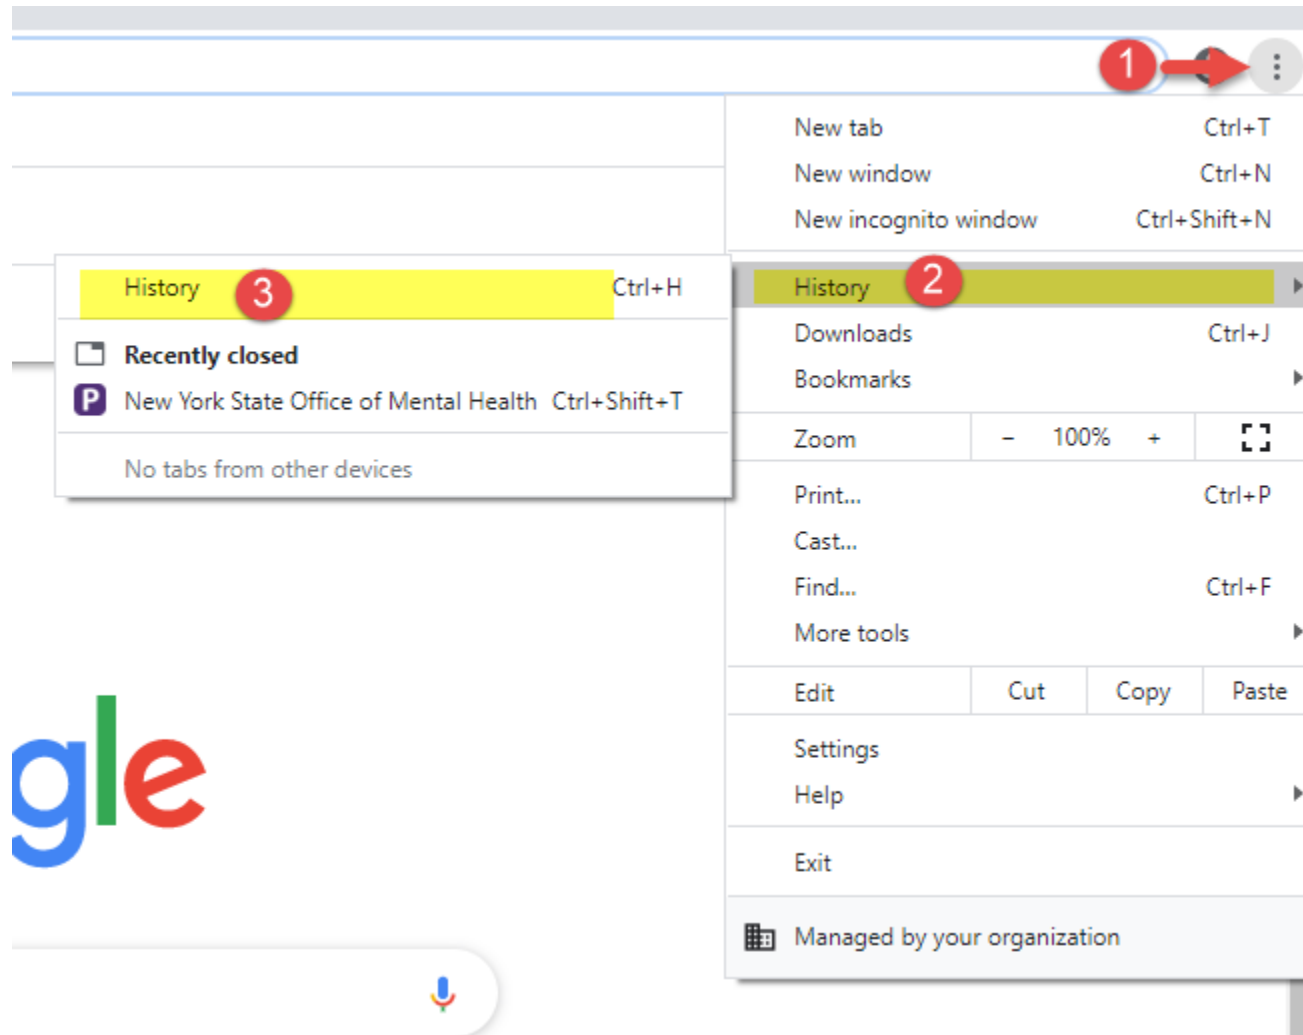 1
New tab Ctrl+T
New window Ctrl+N
New incognito window Ctrl+Shift+N
History 2
Downloads Ctrl+J
Bookmarks
Zoom - 100% +
Print... Ctrl+P
Cast...
Find... Ctrl+F
More tools
Edit Cut Copy Paste
Settings
Help
Exit
Managed by your organization
History 3 Ctrl+H
Recently closed
P New York State Office of Mental Health Ctrl+Shift+T
No tabs from other devices
gle